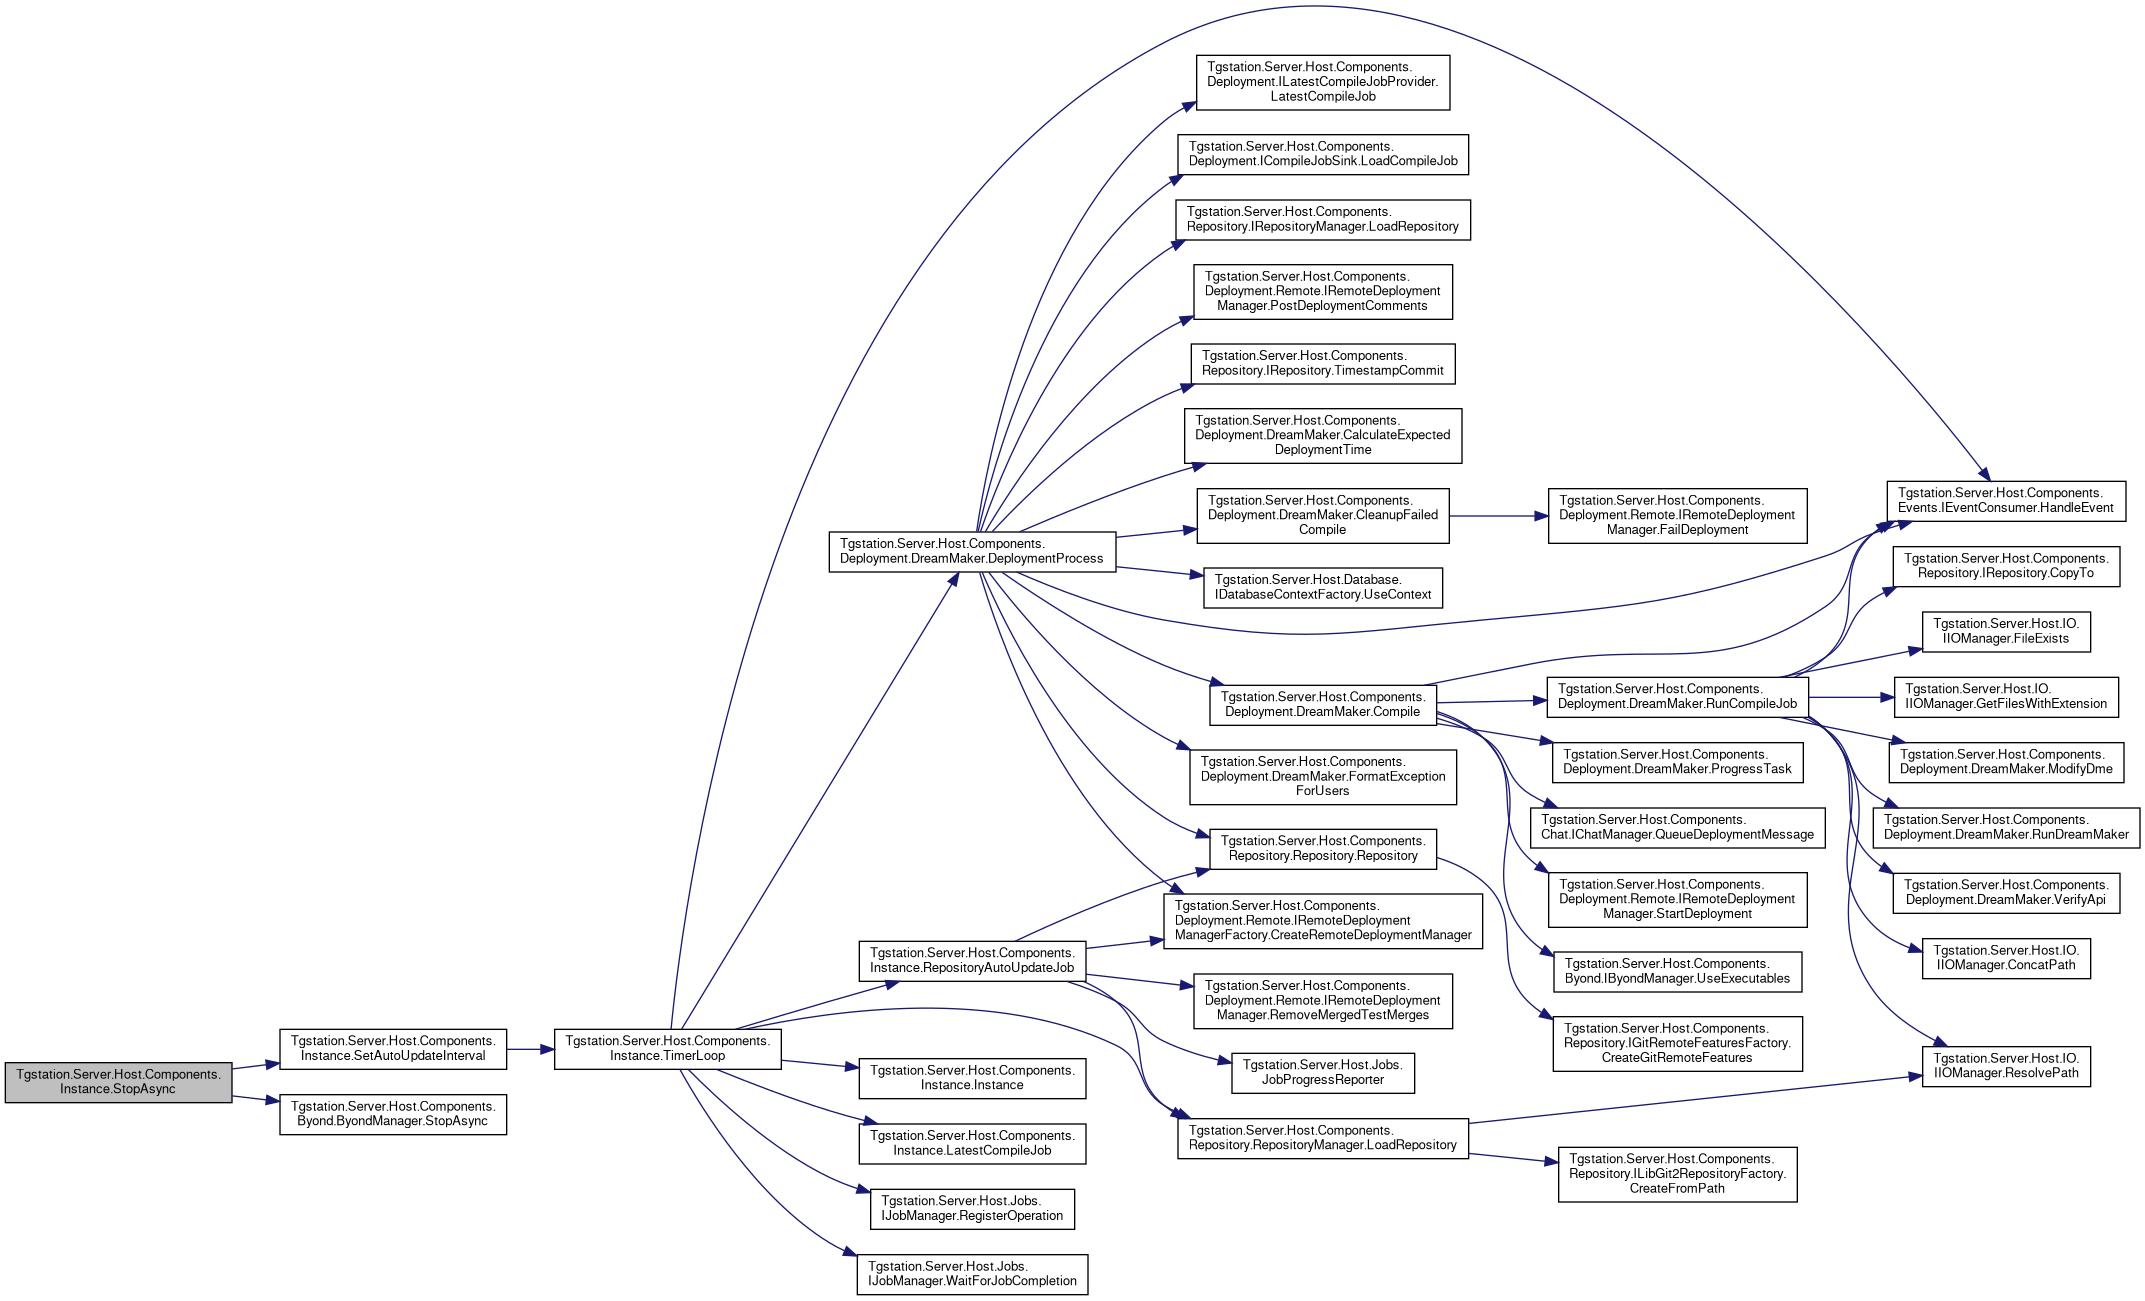 Tgstation.Server.Host.Components.
Instance.StopAsync
Tgstation.Server.Host.Components.
Instance.SetAutoUpdateInterval
Tgstation.Server.Host.Components.
Byond.ByondManager.StopAsync
Tgstation.Server.Host.Components.
Instance.TimerLoop
Tgstation.Server.Host.Components.
Deployment.DreamMaker.DeploymentProcess
Tgstation.Server.Host.Components.
Instance.RepositoryAutoUpdateJob
Tgstation.Server.Host.Components.
Instance.Instance
Tgstation.Server.Host.Components.
Instance.LatestCompileJob
Tgstation.Server.Host.Jobs.
IJobManager.RegisterOperation
Tgstation.Server.Host.Jobs.
IJobManager.WaitForJobCompletion
Tgstation.Server.Host.Components.
Deployment.ILatestCompileJobProvider.
LatestCompileJob
Tgstation.Server.Host.Components.
Deployment.ICompileJobSink.LoadCompileJob
Tgstation.Server.Host.Components.
Repository.IRepositoryManager.LoadRepository
Tgstation.Server.Host.Components.
Deployment.Remote.IRemoteDeployment
Manager.PostDeploymentComments
Tgstation.Server.Host.Components.
Repository.IRepository.TimestampCommit
Tgstation.Server.Host.Components.
Deployment.DreamMaker.CalculateExpected
DeploymentTime
Tgstation.Server.Host.Components.
Deployment.DreamMaker.CleanupFailed
Compile
Tgstation.Server.Host.Database.
IDatabaseContextFactory.UseContext
Tgstation.Server.Host.Components.
Deployment.DreamMaker.Compile
Tgstation.Server.Host.Components.
Deployment.DreamMaker.FormatException
ForUsers
Tgstation.Server.Host.Components.
Repository.Repository.Repository
Tgstation.Server.Host.Components.
Deployment.Remote.IRemoteDeployment
ManagerFactory.CreateRemoteDeploymentManager
Tgstation.Server.Host.Components.
Deployment.Remote.IRemoteDeployment
Manager.RemoveMergedTestMerges
Tgstation.Server.Host.Jobs.
JobProgressReporter
Tgstation.Server.Host.Components.
Repository.RepositoryManager.LoadRepository
Tgstation.Server.Host.Components.
Deployment.Remote.IRemoteDeployment
Manager.FailDeployment
Tgstation.Server.Host.Components.
Deployment.DreamMaker.RunCompileJob
Tgstation.Server.Host.Components.
Deployment.DreamMaker.ProgressTask
Tgstation.Server.Host.Components.
Chat.IChatManager.QueueDeploymentMessage
Tgstation.Server.Host.Components.
Deployment.Remote.IRemoteDeployment
Manager.StartDeployment
Tgstation.Server.Host.Components.
Byond.IByondManager.UseExecutables
Tgstation.Server.Host.Components.
Repository.IGitRemoteFeaturesFactory.
CreateGitRemoteFeatures
Tgstation.Server.Host.Components.
Repository.ILibGit2RepositoryFactory.
CreateFromPath
Tgstation.Server.Host.Components.
Events.IEventConsumer.HandleEvent
Tgstation.Server.Host.Components.
Repository.IRepository.CopyTo
Tgstation.Server.Host.IO.
IIOManager.FileExists
Tgstation.Server.Host.IO.
IIOManager.GetFilesWithExtension
Tgstation.Server.Host.Components.
Deployment.DreamMaker.ModifyDme
Tgstation.Server.Host.Components.
Deployment.DreamMaker.RunDreamMaker
Tgstation.Server.Host.Components.
Deployment.DreamMaker.VerifyApi
Tgstation.Server.Host.IO.
IIOManager.ConcatPath
Tgstation.Server.Host.IO.
IIOManager.ResolvePath